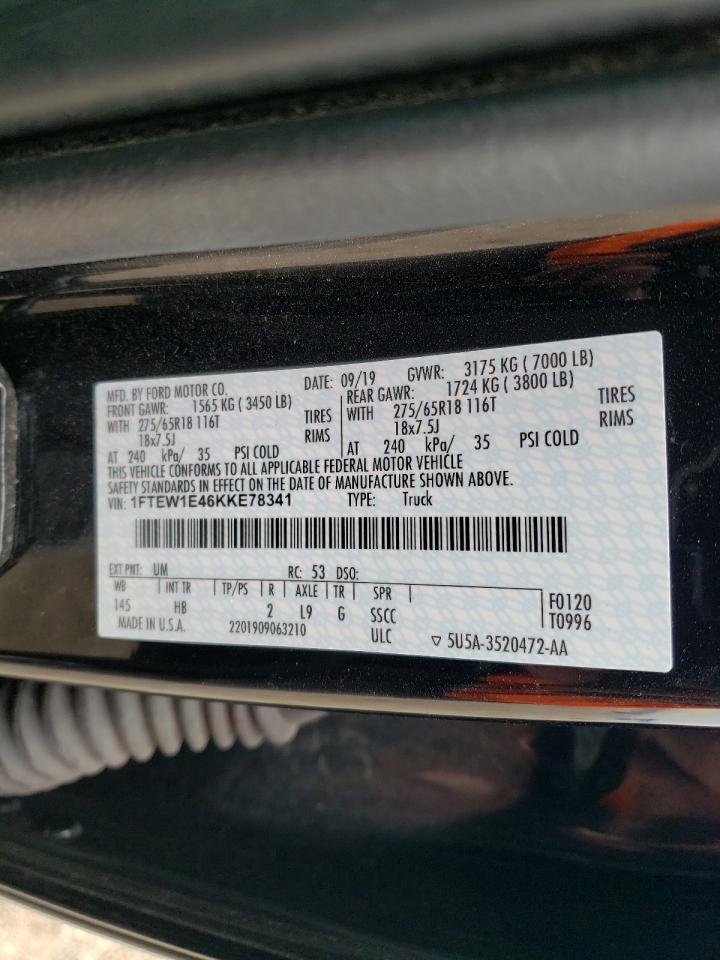 MFD. BY FORD MOTOR CO. DATE: 09/19 GVWR: 3175 KG ( 7000 LB)
FRONT GAWR: 1565 KG ( 3450 LB) REAR GAWR: 1724 KG ( 3800 LB)
WITH 275/65R18 116T TIRES WITH 275/65R18 116T TIRES
18x7.5J RIMS 18x7.5J RIMS
AT 240 kPa/ 35 PSI COLD AT 240 kPa/ 35 PSI COLD
THIS VEHICLE CONFORMS TO ALL APPLICABLE FEDERAL MOTOR VEHICLE
SAFETY STANDARDS IN EFFECT ON THE DATE OF MANUFACTURE SHOWN ABOVE.
VIN: 1FTEW1E46KKE78341 TYPE: Truck
EXT PNT: UM RC: 53 DSO:
WB INT TR TP/PS R AXLE TR SPR
145 HB 2 L9 G SSCC F0120
MADE IN U.S.A. 2201909063210 ULC T0996
▽ 5U5A-3520472-AA